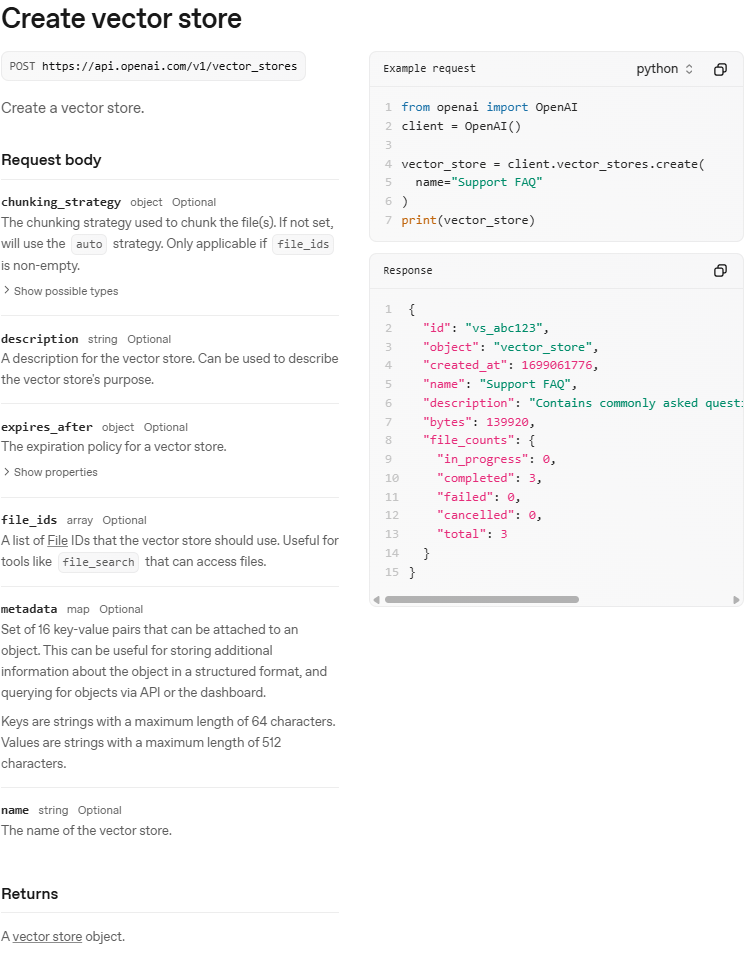 Create vector store
POST https://api.openai.com/v1/vector_stores
Create a vector store.
Request body
chunking_strategy object Optional
The chunking strategy used to chunk the file(s). If not set,
will use the auto strategy. Only applicable if file_ids
is non-empty.
Show possible types
description string Optional
A description for the vector store. Can be used to describe
the vector store's purpose.
expires_after object Optional
The expiration policy for a vector store.
Show properties
file_ids array Optional
A list of File IDs that the vector store should use. Useful for
tools like file_search that can access files.
metadata map Optional
Set of 16 key-value pairs that can be attached to an
object. This can be useful for storing additional
information about the object in a structured format, and
querying for objects via API or the dashboard.
Keys are strings with a maximum length of 64 characters.
Values are strings with a maximum length of 512
characters.
name string Optional
The name of the vector store.
Returns
A vector store object.
Example request python
1 from openai import OpenAI
2 client = OpenAI()
3
4 vector_store = client.vector_stores.create(
5   name="Support FAQ"
6 )
7 print(vector_store)
Response
1 {
2   "id": "vs_abc123",
3   "object": "vector_store",
4   "created_at": 1699061776,
5   "name": "Support FAQ",
6   "description": "Contains commonly asked
7   "bytes": 139920,
8   "file_counts": {
9     "in_progress": 0,
10     "completed": 3,
11     "failed": 0,
12     "cancelled": 0,
13     "total": 3
14   }
15 }